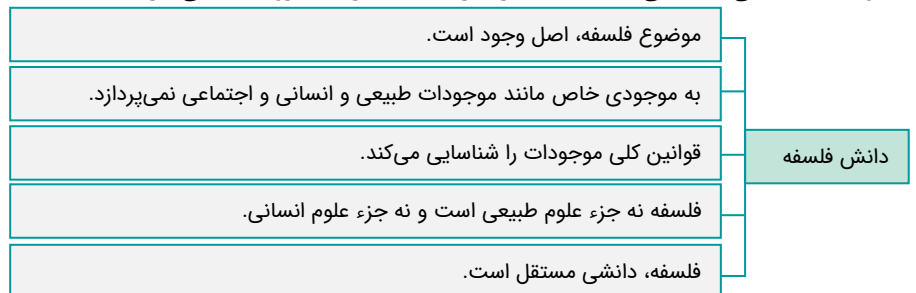 دانش فلسفه
موضوع فلسفه، اصل وجود است.
به موجودی خاص مانند موجودات طبیعی و انسانی و اجتماعی نمی‌پردازد.
قوانین کلی موجودات را شناسایی می‌کند.
فلسفه نه جزء علوم طبیعی است و نه جزء علوم انسانی.
فلسفه، دانشی مستقل است.